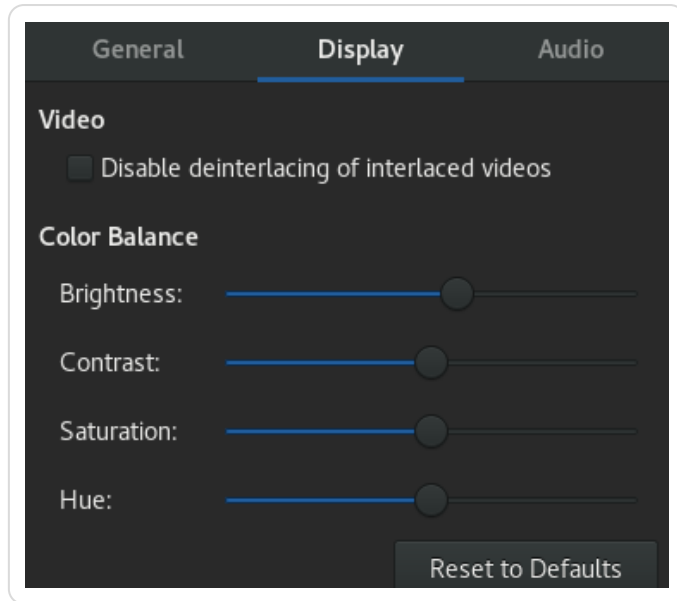 General Display Audio
Video
Disable deinterlacing of interlaced videos
Color Balance
Brightness:
Contrast:
Saturation:
Hue:
Reset to Defaults